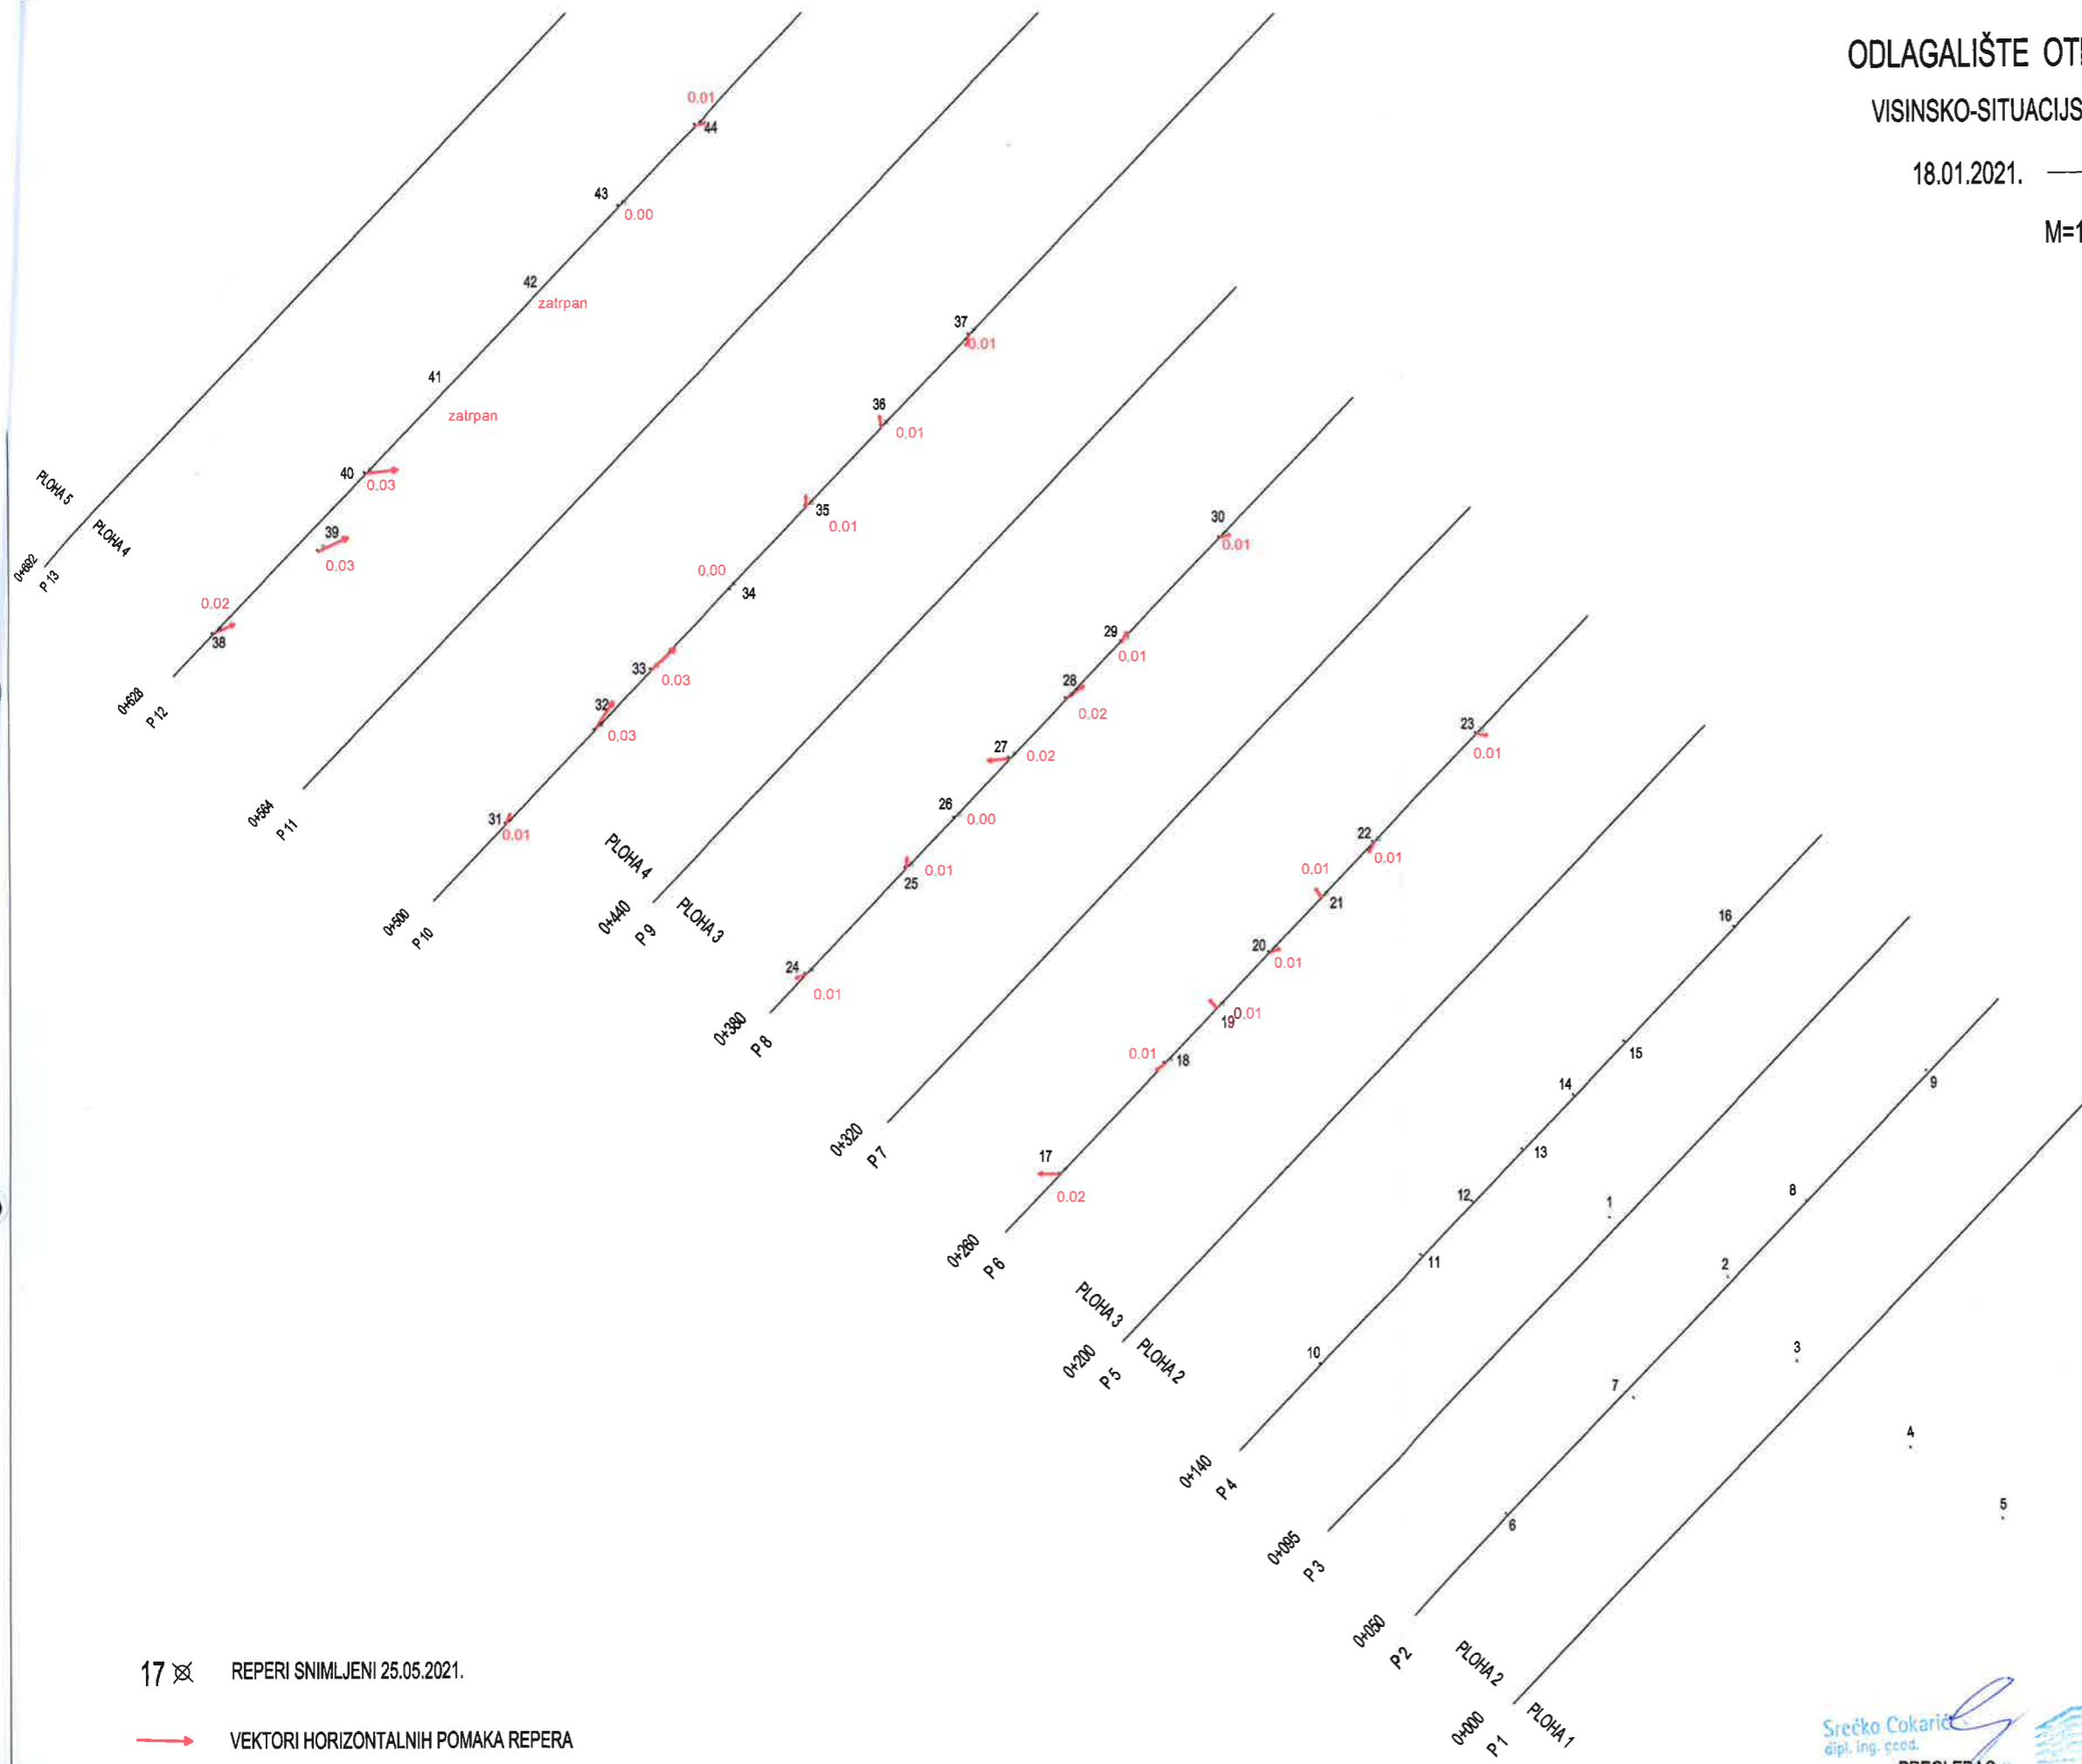 ODLAGALIŠTE
VISINSKO-SITUACIJS
18.01.2021. —
M=1
0.01
44
43
0.00
42
zatrpan
41
zatrpan
40
0.03
39
0.03
0.02
38
PLOHA 5
PLOHA 4
0+692
P 13
0+628
P 12
37
0.01
36
0.01
35
0.01
0.00
34
33
0.03
32
0.03
31
0.01
0+564
P 11
0+500
P 10
PLOHA 4
PLOHA 3
0+440
P 9
30
0.01
29
0.01
28
0.02
27
0.02
26
0.00
0.01
25
24
0.01
0+380
P 8
0+320
P 7
23
0.01
22
0.01
0.01
21
20
0.01
19
0.01
0.01
18
17
0.02
0+260
P 6
PLOHA 3
PLOHA 2
0+200
P 5
16
15
14
13
12
11
10
0+140
P 4
0+095
P 3
1
9
8
2
7
3
4
5
6
0+050
P 2
PLOHA 2
PLOHA 1
0+000
P 1
17 REPERI SNIMLJENI 25.05.2021.
VEKTORI HORIZONTALNIH POMAKA REPERA
Srećko Cokarić
dipl. ing. geod.